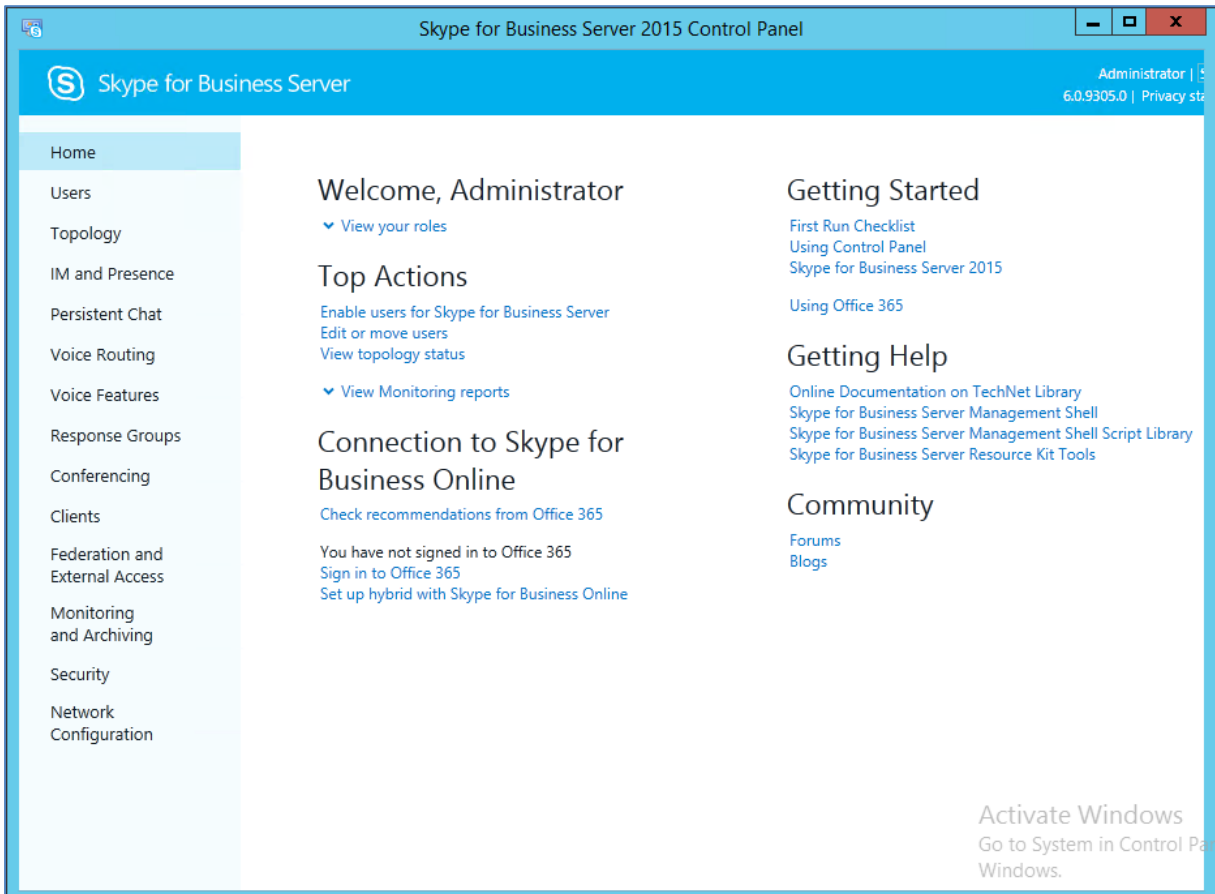 Skype for Business Server 2015 Control Panel
Skype for Business Server
Administrator |
6.0.9305.0 | Privacy
Home
Users
Topology
IM and Presence
Persistent Chat
Voice Routing
Voice Features
Response Groups
Conferencing
Clients
Federation and
External Access
Monitoring
and Archiving
Security
Network
Configuration
Welcome, Administrator
View your roles
Top Actions
Enable users for Skype for Business Server
Edit or move users
View topology status
View Monitoring reports
Connection to Skype for
Business Online
Check recommendations from Office 365
You have not signed in to Office 365
Sign in to Office 365
Set up hybrid with Skype for Business Online
Getting Started
First Run Checklist
Using Control Panel
Skype for Business Server 2015
Using Office 365
Getting Help
Online Documentation on TechNet Library
Skype for Business Server Management Shell
Skype for Business Server Management Shell Script Library
Skype for Business Server Resource Kit Tools
Community
Forums
Blogs
Activate Windows
Go to System in Control
Windows.